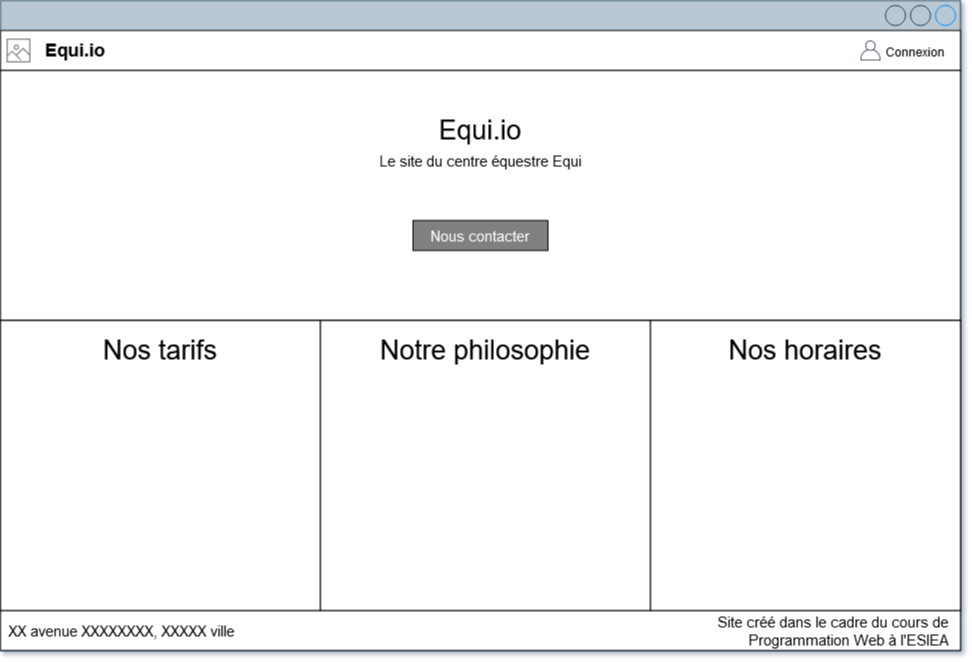 Equi.io
Connexion
Equi.io
Le site du centre équestre Equi
Nous contacter
Nos tarifs
Notre philosophie
Nos horaires
XX avenue XXXXXXXX, XXXXX ville
Site créé dans le cadre du cours de
Programmation Web à l'ESIEA